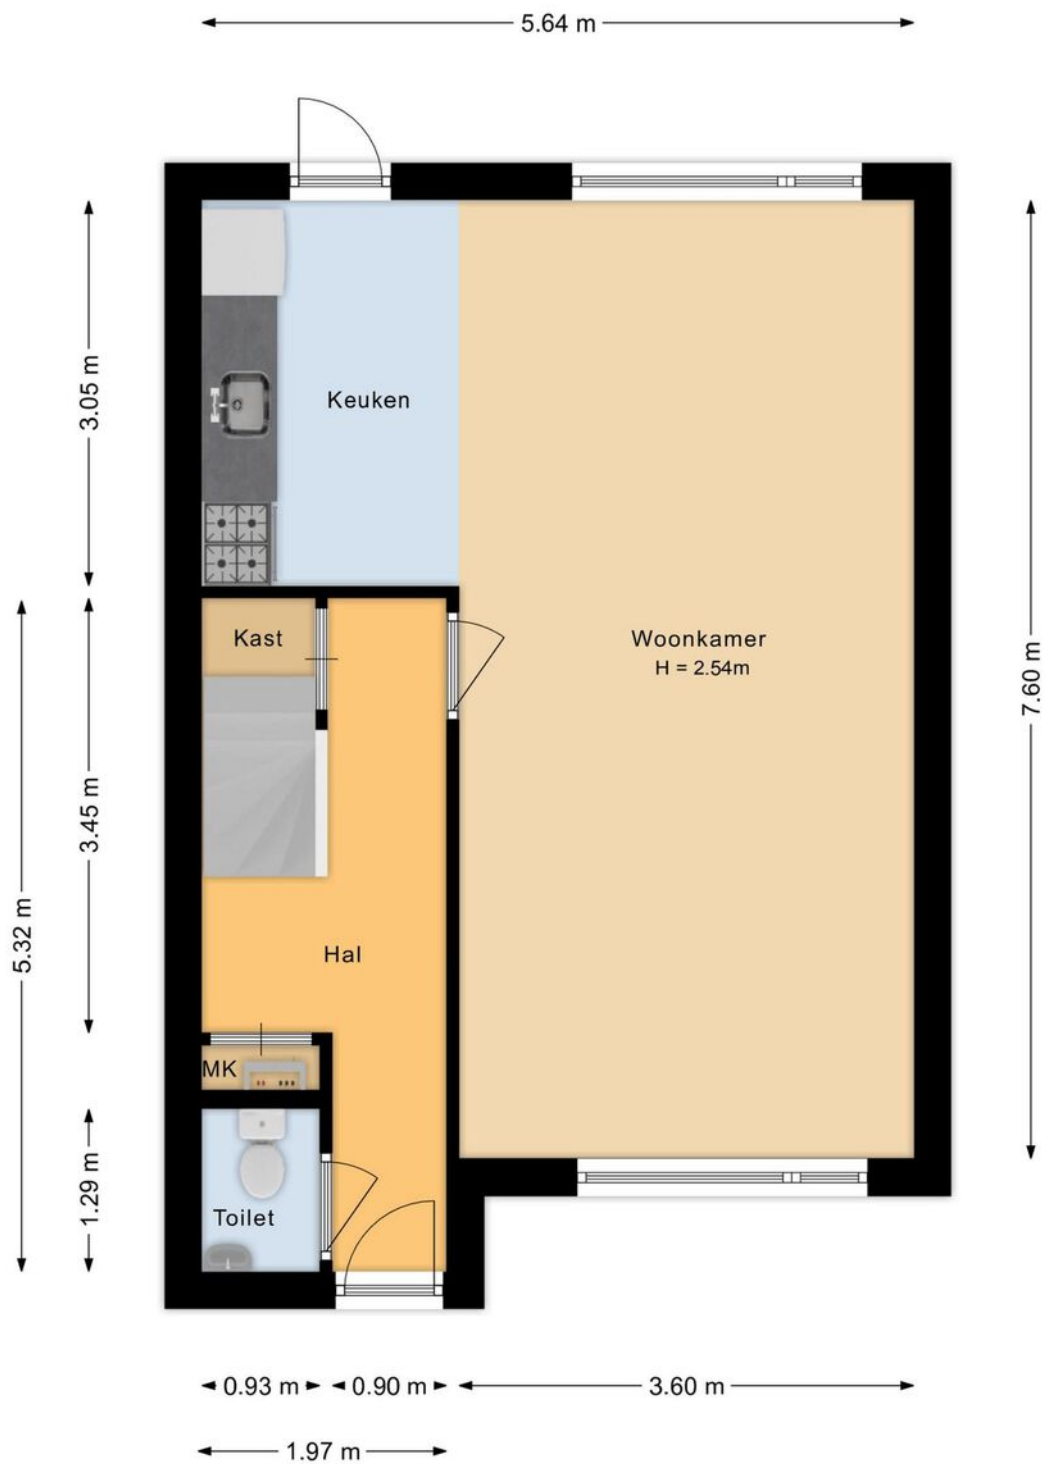 5.64 m
3.05 m
Keuken
Kast
Woonkamer
H = 2.54m
7.60 m
3.45 m
5.32 m
Hal
MK
1.29 m
Toilet
0.93 m
0.90 m
3.60 m
1.97 m